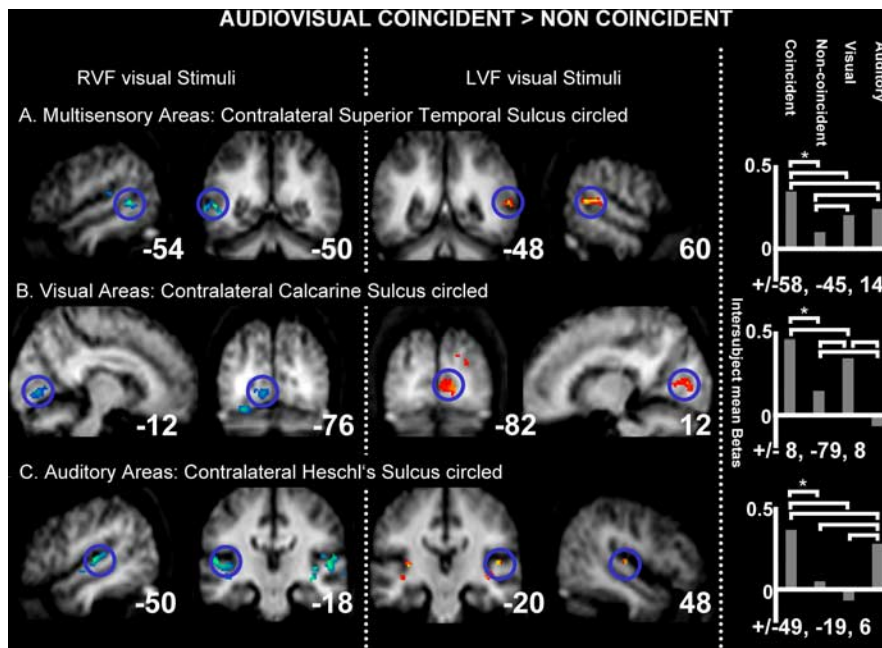 AUDIOVISUAL COINCIDENT > NON COINCIDENT
RVF visual Stimuli
LVF visual Stimuli
Coincident
Non-coincident
Visual
Auditory
A. Multisensory Areas: Contralateral Superior Temporal Sulcus circled
-54
-50
-48
60
*
0.5
0
+/-58, -45, 14
B. Visual Areas: Contralateral Calcarine Sulcus circled
-12
-76
-82
12
Intersubject mean Betas
*
0.5
0
+/- 8, -79, 8
C. Auditory Areas: Contralateral Heschl's Sulcus circled
-50
-18
-20
48
*
0.5
0
+/-49, -19, 6